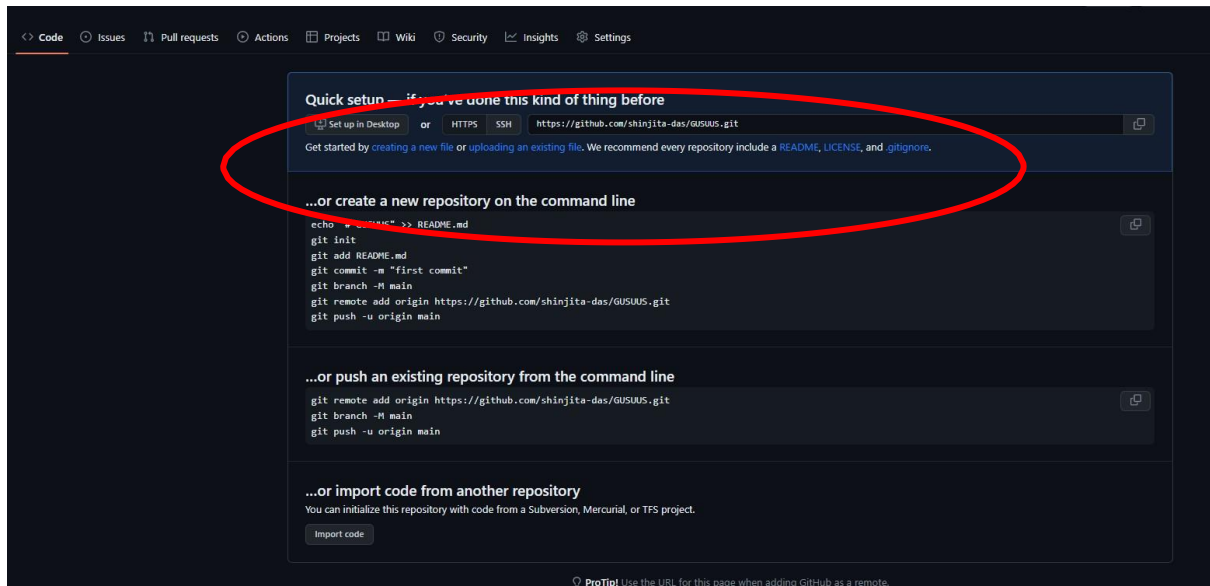 Code Issues Pull requests Actions Projects Wiki Security Insights Settings
Quick setup — if you've done this kind of thing before
Set up in Desktop or HTTPS SSH https://github.com/shinjita-das/GUSUUS.git
Get started by creating a new file or uploading an existing file. We recommend every repository include a README, LICENSE, and .gitignore.
...or create a new repository on the command line
echo "# GUSUUS" >> README.md
git init
git add README.md
git commit -m "first commit"
git branch -M main
git remote add origin https://github.com/shinjita-das/GUSUUS.git
git push -u origin main
...or push an existing repository from the command line
git remote add origin https://github.com/shinjita-das/GUSUUS.git
git branch -M main
git push -u origin main
...or import code from another repository
You can initialize this repository with code from a Subversion, Mercurial, or TFS project.
Import code
ProTip! Use the URL for this page when adding GitHub as a remote.